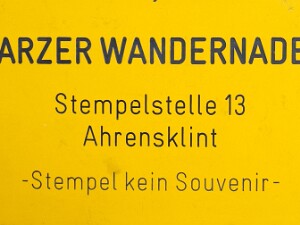 ARZER WANDERNADE
Stempelstelle 13
Ahrensklint
-Stempel kein Souvenir-